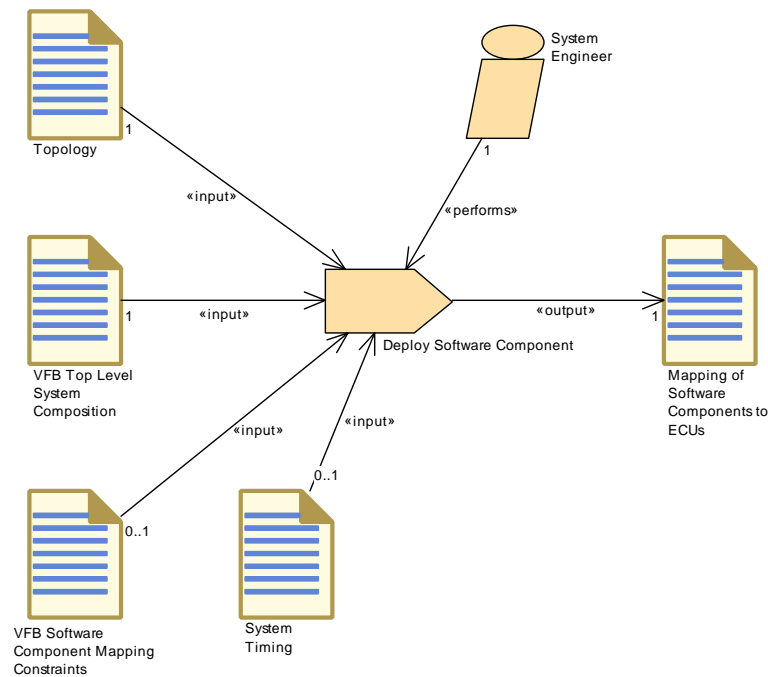 System
Engineer
1
Topology
1
«input»
«performs»
1
«input»
«output»
1
Deploy Software Component
VFB Top Level
System
Composition
Mapping of
Software
Components to
ECUs
«input»
«input»
0..1
0..1
VFB Software
Component Mapping
Constraints
System
Timing